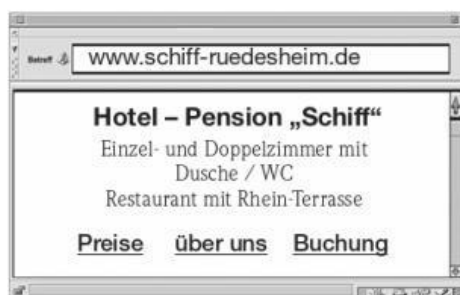 Betreff www.schiff-ruedesheim.de
Hotel – Pension „Schiff“
Einzel- und Doppelzimmer mit
Dusche / WC
Restaurant mit Rhein-Terrasse
Preise über uns Buchung